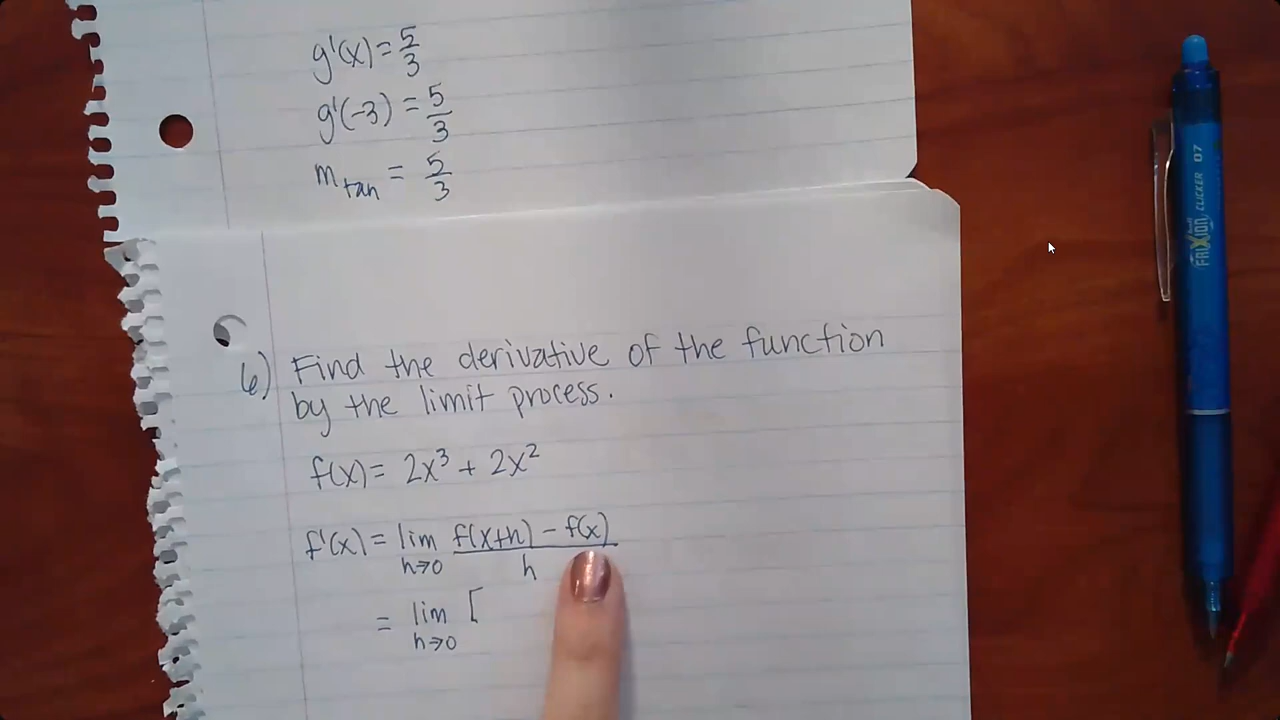 g'(x) = 5/3
g'(-3) = 5/3
m tan = 5/3
6) Find the derivative of the function
by the limit process.
f(x) = 2x³ + 2x²
f'(x) = lim h→0 f(x+h) - f(x) / h
= lim h→0 [
FRIXION CLICKER 07